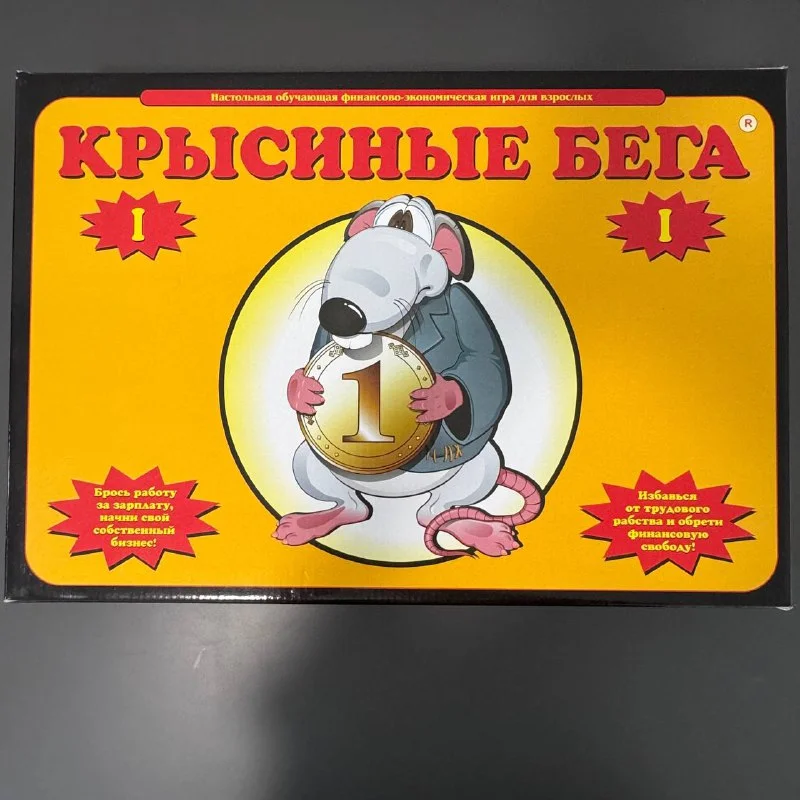 Настольная обучающая финансово-экономическая игра для взрослых
КРЫСИНЫЕ БЕГА ®
I
I
1
Брось работу
за зарплату,
начни свой
собственный
бизнес!
Избавься
от трудового
рабства и обрети
финансовую
свободу!